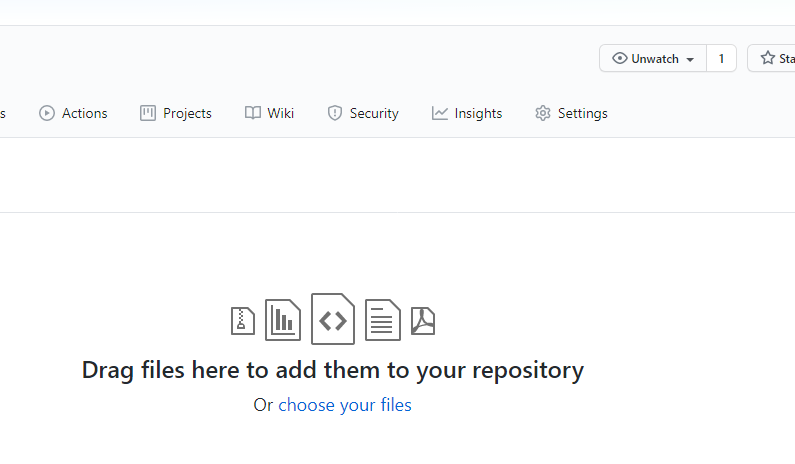 Unwatch 1
s Actions Projects Wiki Security Insights Settings
Drag files here to add them to your repository
Or choose your files